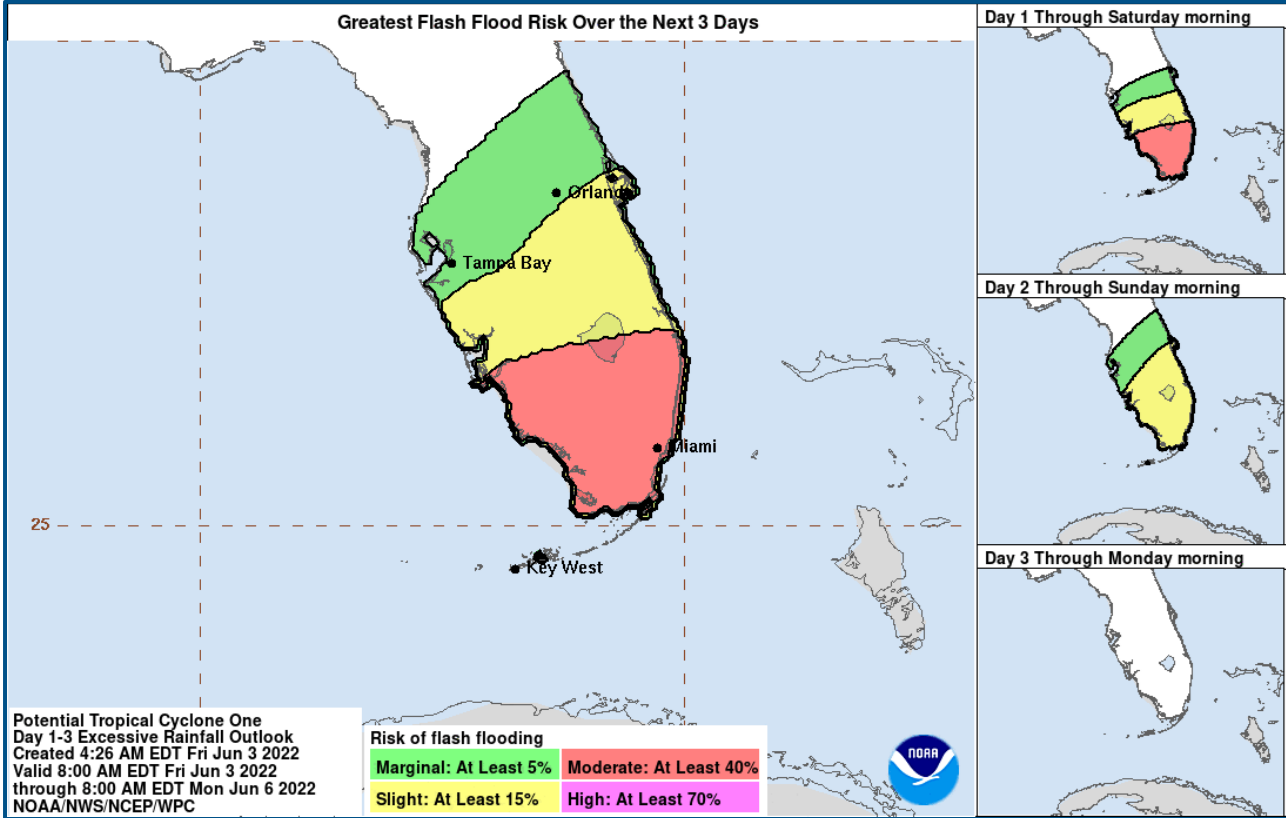 Greatest Flash Flood Risk Over the Next 3 Days
Orlando
Tampa Bay
Miami
25
Key West
Potential Tropical Cyclone One
Day 1-3 Excessive Rainfall Outlook
Created 4:26 AM EDT Fri Jun 3 2022
Valid 8:00 AM EDT Fri Jun 3 2022
through 8:00 AM EDT Mon Jun 6 2022
NOAA/NWS/NCEP/WPC
Risk of flash flooding
Marginal: At Least 5%
Moderate: At Least 40%
Slight: At Least 15%
High: At Least 70%
NOAA
Day 1 Through Saturday morning
Day 2 Through Sunday morning
Day 3 Through Monday morning